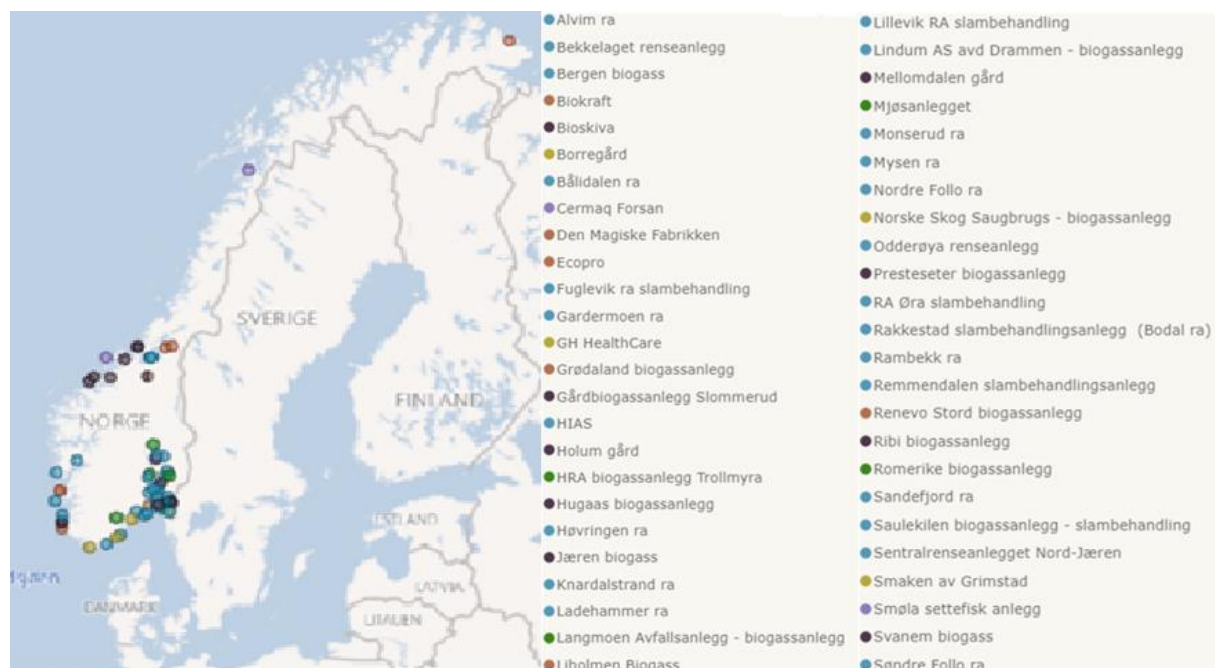 SVERIGE
FINLAND
NORGE
ESTLAND
LATVIA
LITAUEN
DANMARK
Alvim ra
Bekkelaget renseanlegg
Bergen biogass
Biokraft
Bioskiva
Borregård
Bålidalen ra
Cermaq Forsan
Den Magiske Fabrikken
Ecopro
Fuglevik ra slambehandling
Gardermoen ra
GH HealthCare
Grødaland biogassanlegg
Gårdbiogassanlegg Slommerud
HIAS
Holum gård
HRA biogassanlegg Trollmyra
Hugaas biogassanlegg
Høvringen ra
Jæren biogass
Knardalstrand ra
Ladehammer ra
Langmoen Avfallsanlegg - biogassanlegg
Liholmen Biogass
Lillevik RA slambehandling
Lindum AS avd Drammen - biogassanlegg
Mellomdalen gård
Mjøsanlegget
Monserud ra
Mysen ra
Nordre Follo ra
Norske Skog Saugbrugs - biogassanlegg
Odderøya renseanlegg
Presteseter biogassanlegg
RA Øra slambehandling
Rakkestad slambehandlingsanlegg (Bodal ra)
Rambekk ra
Remmendalen slambehandlingsanlegg
Renevo Stord biogassanlegg
Ribi biogassanlegg
Romerike biogassanlegg
Sandefjord ra
Saulekilen biogassanlegg - slambehandling
Sentralrenseanlegget Nord-Jæren
Smaken av Grimstad
Smøla settefisk anlegg
Svanem biogass
Søndre Follo ra